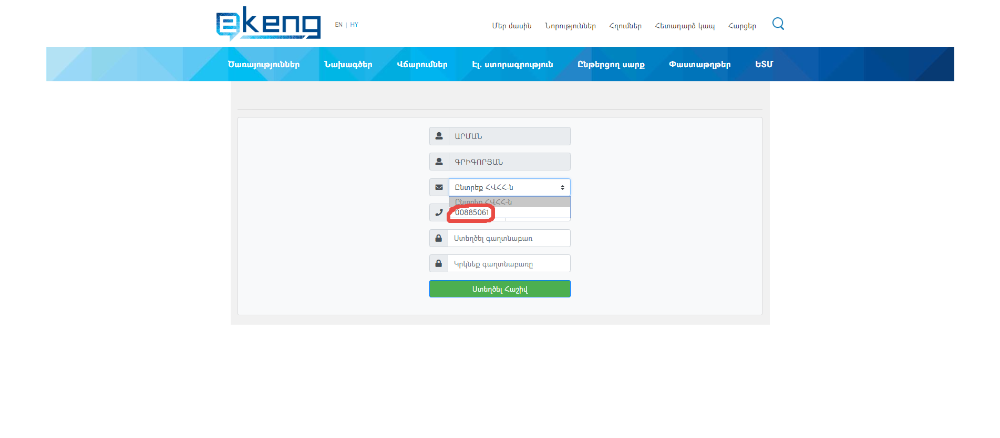 ekeng
EN | HY
Մեր մասին Նորություններ Հղումներ Հետադարձ կապ Հարցեր
Ծառայություններ Նախագծեր Վճարումներ Էլ. ստորագրություն Ընթերցող սարք Փաստաթղթեր ԵՏՄ
ԱՐՄԱՆ
ԳՐԻԳՈՐՅԱՆ
Ընտրեք ՀՎՀՀ-ն
Ընտրեք ՀՎՀՀ-ն
00885061
Ստեղծել գաղտնաբառ
Կրկնեք գաղտնաբառը
Ստեղծել Հաշիվ